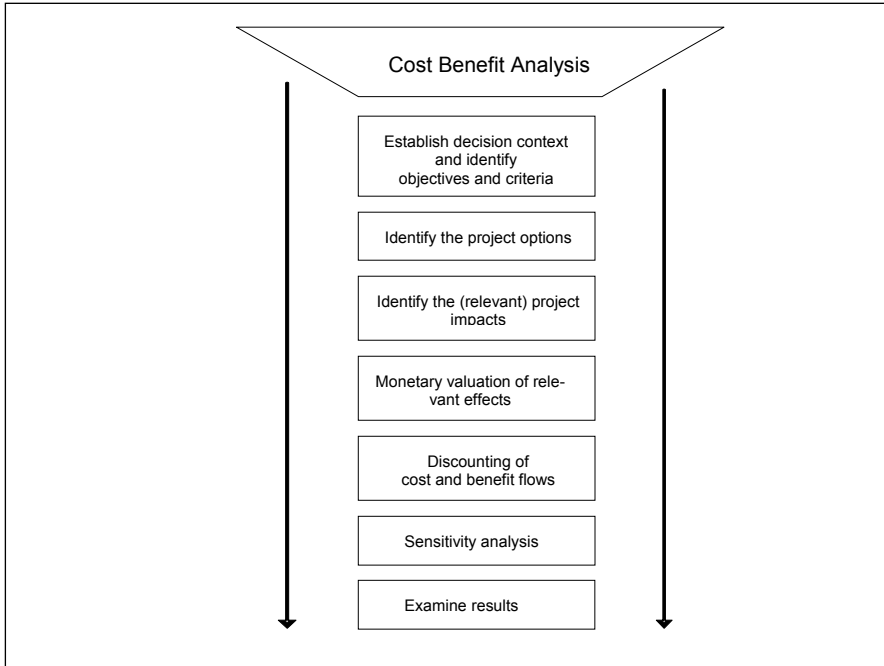 Cost Benefit Analysis
Establish decision context
and identify
objectives and criteria
Identify the project options
Identify the (relevant) project
impacts
Monetary valuation of rele-
vant effects
Discounting of
cost and benefit flows
Sensitivity analysis
Examine results